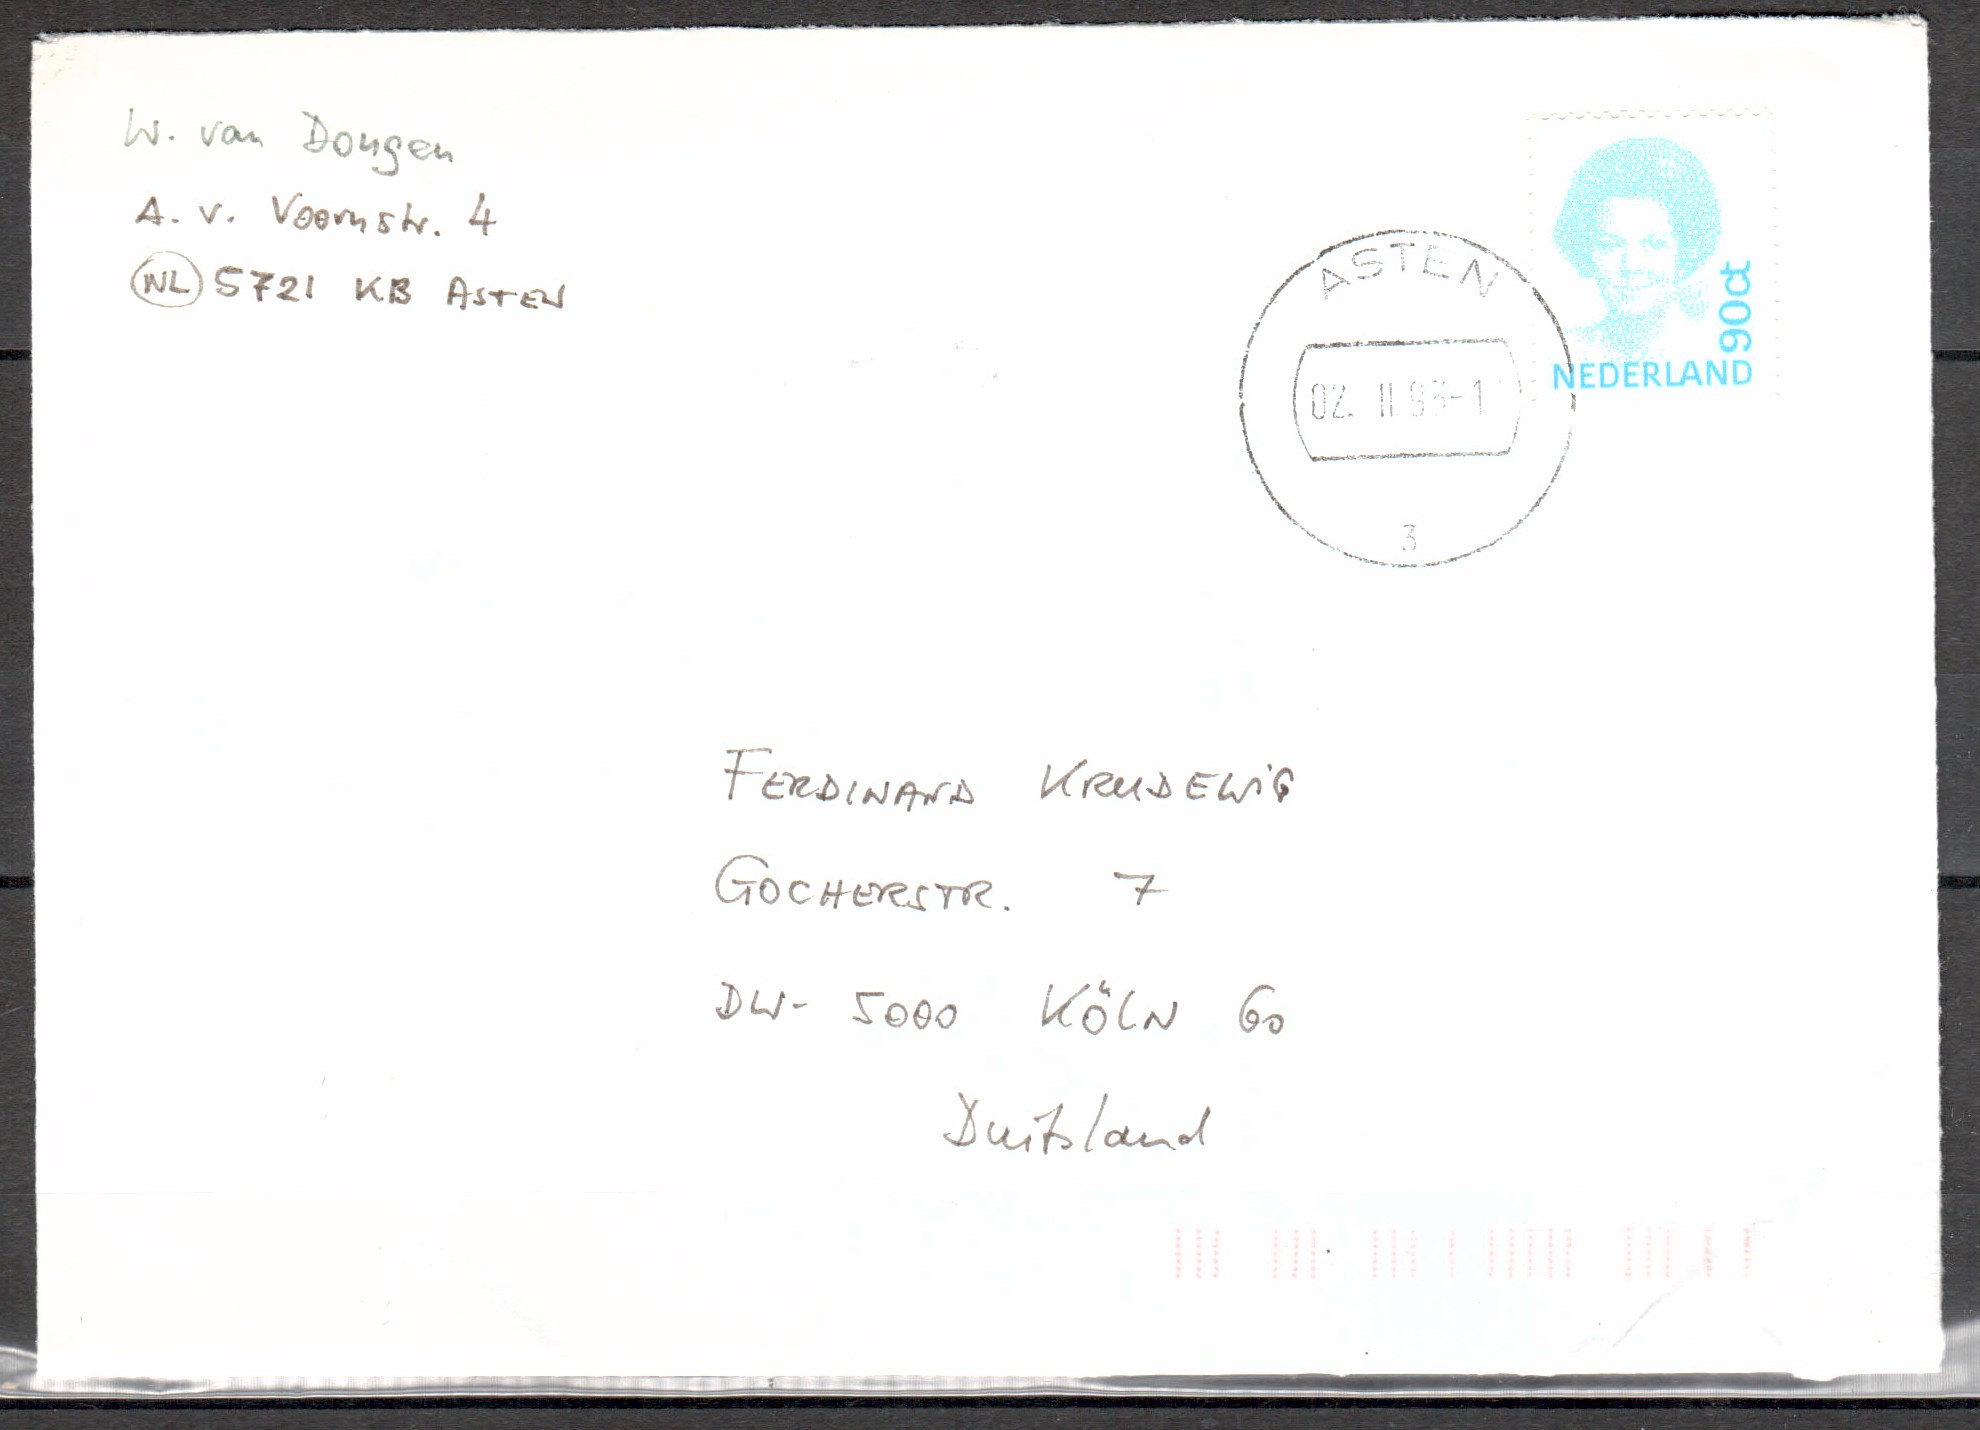 W. van Dongen
A. v. Voornstr. 4
NL 5721 KB ASTEN
ASTEN
02. II 93-1
3
90ct
NEDERLAND
FERDINAND KRUDEWiG
GOCHERSTR. 7
DW- 5000 KÖLN 60
Duitsland